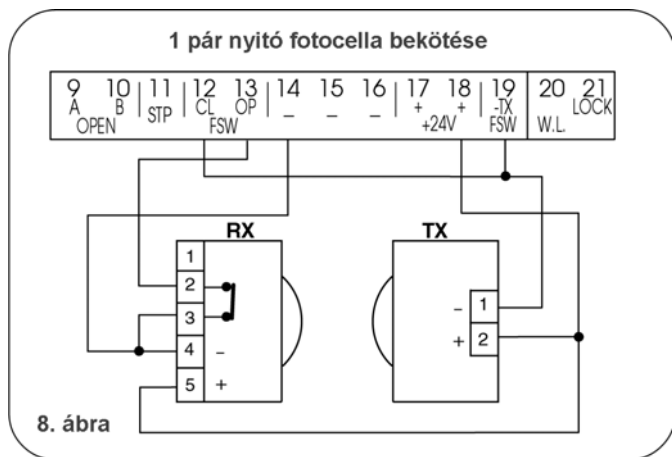 1 pár nyitó fotocella bekötése
9 10 11 12 13 14 15 16 17 18 19 20 21
A B STP CL OP _ _ _ + + -TX W.L. LOCK
OPEN FSW +24V FSW
RX TX
1
2
3
4 -
5 +
- 1
+ 2
8. ábra